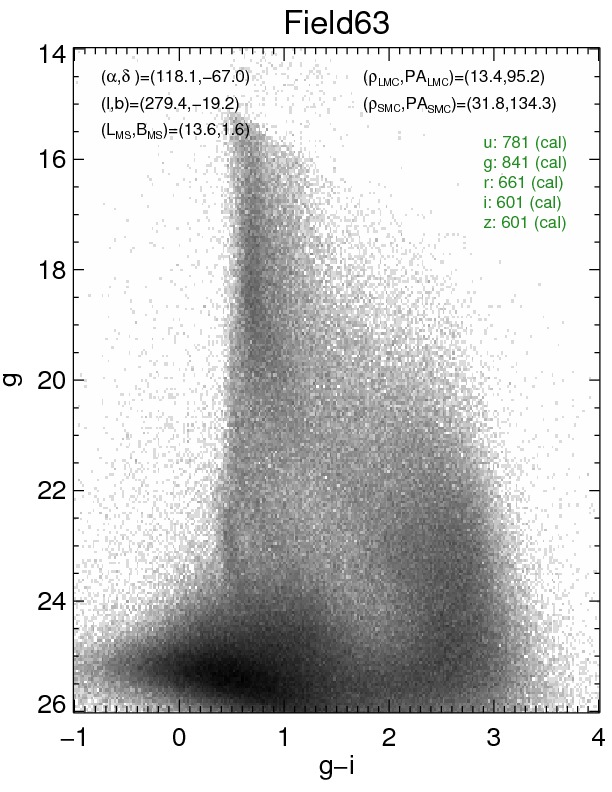 Field63
(α,δ )=(118.1,−67.0)
(ρLMC,PALMC)=(13.4,95.2)
(l,b)=(279.4,−19.2)
(ρSMC,PASMC)=(31.8,134.3)
(LMS,BMS)=(13.6,1.6)
u: 781 (cal)
g: 841 (cal)
r: 661 (cal)
i: 601 (cal)
z: 601 (cal)
14
16
18
20
22
24
26
g
−1 0 1 2 3 4
g−i